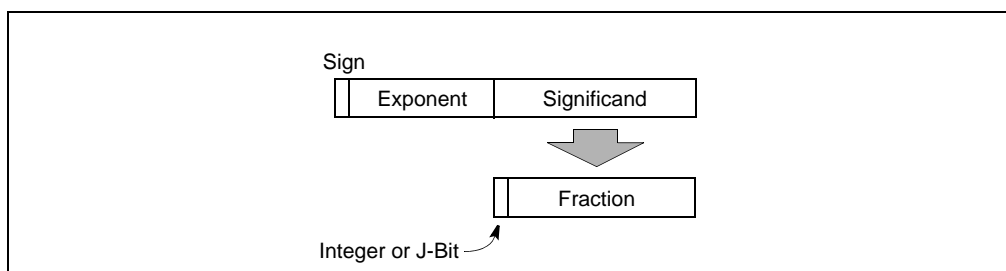 Sign
Exponent Significand
Fraction
Integer or J-Bit